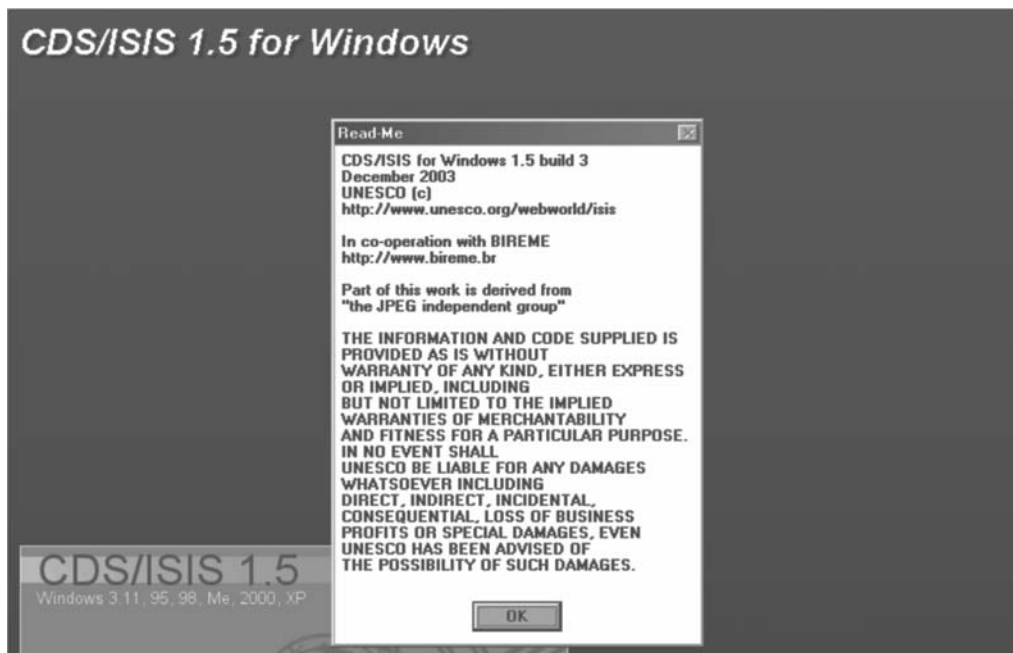 CDS/ISIS 1.5 for Windows
Read-Me
CDS/ISIS for Windows 1.5 build 3
December 2003
UNESCO (c)
http://www.unesco.org/webworld/isis
In co-operation with BIREME
http://www.bireme.br
Part of this work is derived from
"the JPEG independent group"
THE INFORMATION AND CODE SUPPLIED IS
PROVIDED AS IS WITHOUT
WARRANTY OF ANY KIND, EITHER EXPRESS
OR IMPLIED, INCLUDING
BUT NOT LIMITED TO THE IMPLIED
WARRANTIES OF MERCHANTABILITY
AND FITNESS FOR A PARTICULAR PURPOSE.
IN NO EVENT SHALL
UNESCO BE LIABLE FOR ANY DAMAGES
WHATSOEVER INCLUDING
DIRECT, INDIRECT, INCIDENTAL,
CONSEQUENTIAL, LOSS OF BUSINESS
PROFITS OR SPECIAL DAMAGES, EVEN
UNESCO HAS BEEN ADVISED OF
THE POSSIBILITY OF SUCH DAMAGES.
OK
CDS/ISIS 1.5
Windows 3.11, 95, 98, Me, 2000, XP